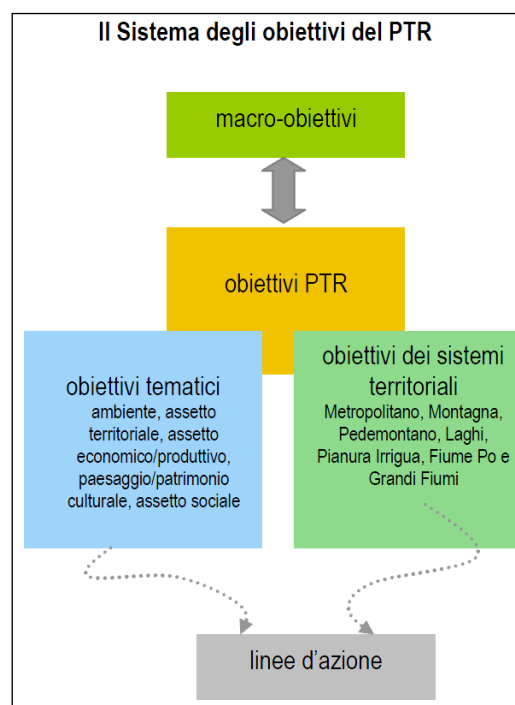 Il Sistema degli obiettivi del PTR
macro-obiettivi
obiettivi PTR
obiettivi tematici
ambiente, assetto
territoriale, assetto
economico/produttivo,
paesaggio/patrimonio
culturale, assetto sociale
obiettivi dei sistemi
territoriali
Metropolitano, Montagna,
Pedemontano, Laghi,
Pianura Irrigua, Fiume Po e
Grandi Fiumi
linee d'azione